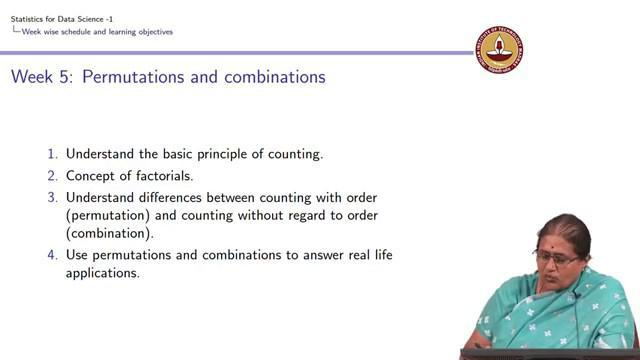 Statistics for Data Science -1
Week wise schedule and learning objectives
Week 5: Permutations and combinations
1. Understand the basic principle of counting.
2. Concept of factorials.
3. Understand differences between counting with order
(permutation) and counting without regard to order
(combination).
4. Use permutations and combinations to answer real life
applications.